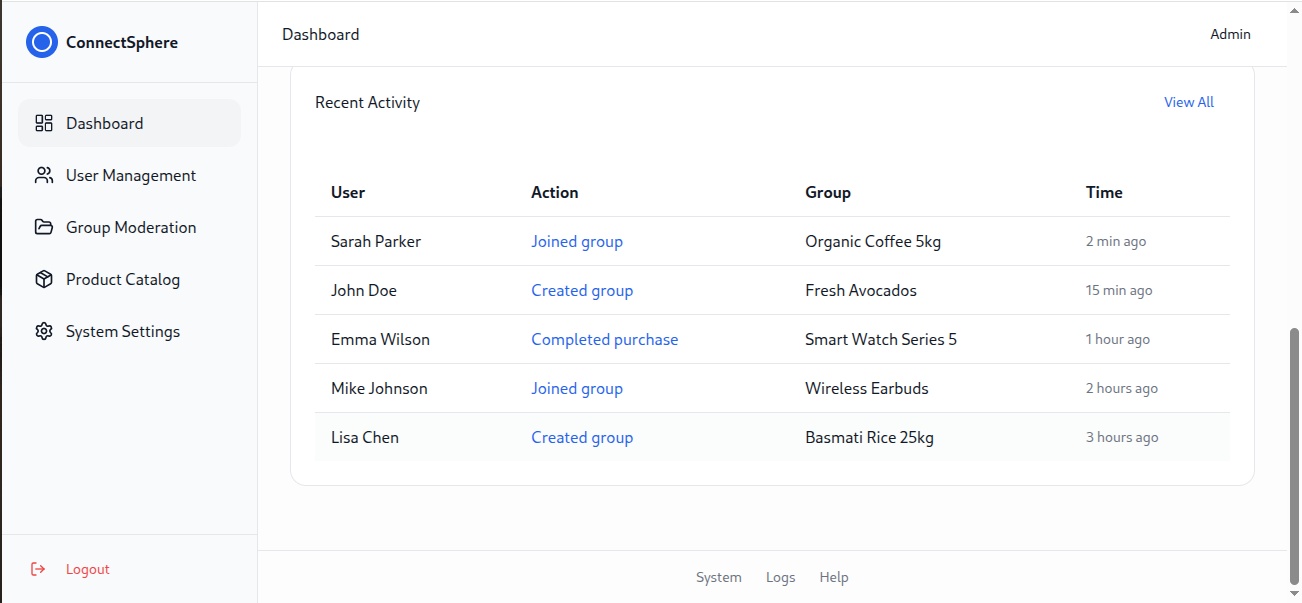 ConnectSphere
Dashboard
User Management
Group Moderation
Product Catalog
System Settings
Logout
Dashboard Admin
Recent Activity View All
User Action Group Time
Sarah Parker Joined group Organic Coffee 5kg 2 min ago
John Doe Created group Fresh Avocados 15 min ago
Emma Wilson Completed purchase Smart Watch Series 5 1 hour ago
Mike Johnson Joined group Wireless Earbuds 2 hours ago
Lisa Chen Created group Basmati Rice 25kg 3 hours ago
System Logs Help